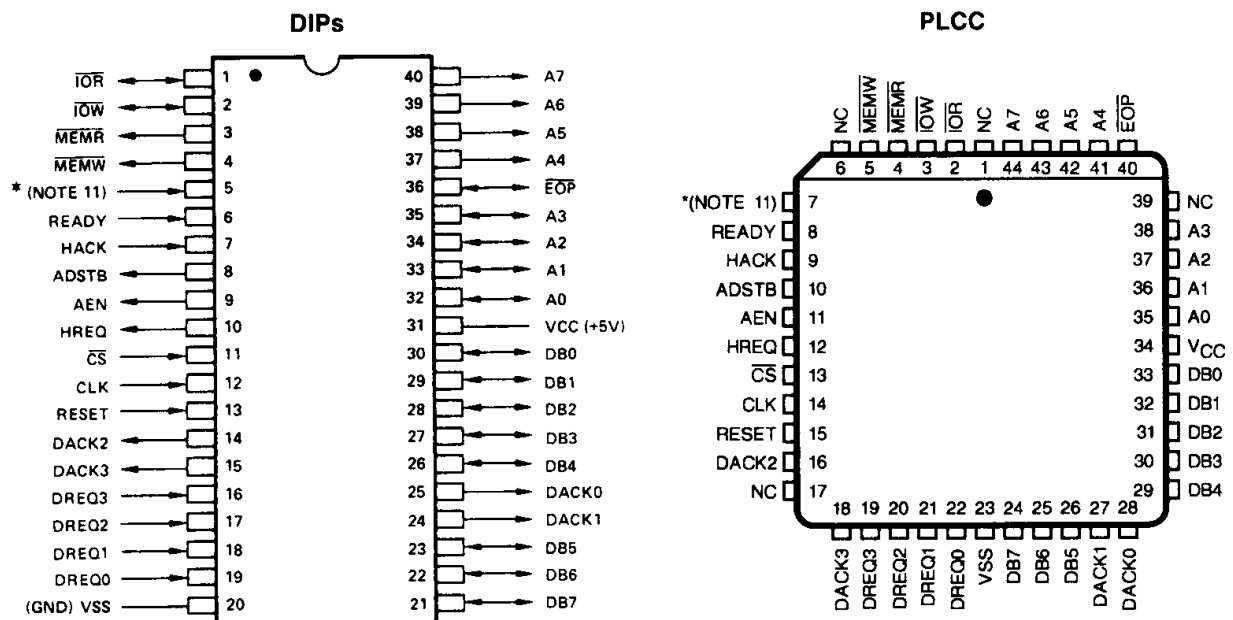 DIPs
IOR 1 40 A7
IOW 2 39 A6
MEMR 3 38 A5
MEMW 4 37 A4
* (NOTE 11) 5 36 EOP
READY 6 35 A3
HACK 7 34 A2
ADSTB 8 33 A1
AEN 9 32 A0
HREQ 10 31 VCC (+5V)
CS 11 30 DB0
CLK 12 29 DB1
RESET 13 28 DB2
DACK2 14 27 DB3
DACK3 15 26 DB4
DREQ3 16 25 DACK0
DREQ2 17 24 DACK1
DREQ1 18 23 DB5
DREQ0 19 22 DB6
(GND) VSS 20 21 DB7
PLCC
NC MEMW MEMR IOW IOR NC A7 A6 A5 A4 EOP
6 5 4 3 2 1 44 43 42 41 40
*(NOTE 11) 7 39 NC
READY 8 38 A3
HACK 9 37 A2
ADSTB 10 36 A1
AEN 11 35 A0
HREQ 12 34 VCC
CS 13 33 DB0
CLK 14 32 DB1
RESET 15 31 DB2
DACK2 16 30 DB3
NC 17 29 DB4
18 19 20 21 22 23 24 25 26 27 28
DACK3 DREQ3 DREQ2 DREQ1 DREQ0 VSS DB7 DB6 DB5 DACK1 DACK0